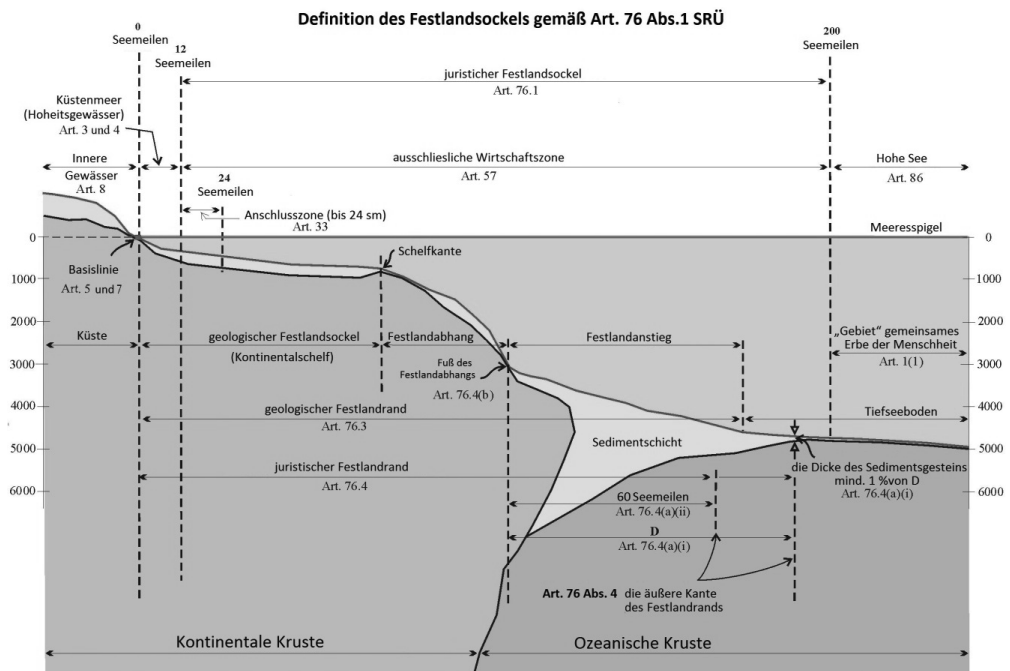 Definition des Festlandsockels gemäß Art. 76 Abs.1 SRÜ
0
Seemeilen
12
Seemeilen
200
Seemeilen
juristicher Festlandsockel
Art. 76.1
Küstenmeer
(Hoheitsgewässer)
Art. 3 und 4
Innere
Gewässer
Art. 8
ausschliesliche Wirtschaftszone
Art. 57
Hohe See
Art. 86
24
Seemeilen
Anschlusszone (bis 24 sm)
Art. 33
Meeresspigel
0
0
Schelfkante
Basislinie
Art. 5 und 7
1000
1000
2000
2000
Küste
geologischer Festlandsockel
(Kontinentalschelf)
Festlandabhang
Festlandanstieg
„Gebiet“ gemeinsames
Erbe der Menschheit
Art. 1(1)
3000
3000
Fuß des
Festlandabhangs
Art. 76.4(b)
4000
4000
geologischer Festlandrand
Art. 76.3
Tiefseeboden
Sedimentschicht
5000
5000
juristischer Festlandrand
Art. 76.4
die Dicke des Sedimentsgesteins
mind. 1 %von D
Art. 76.4(a)(i)
6000
6000
60 Seemeilen
Art. 76.4(a)(ii)
D
Art. 76.4(a)(i)
Art. 76 Abs. 4 die äußere Kante
des Festlandrands
Kontinentale Kruste
Ozeanische Kruste